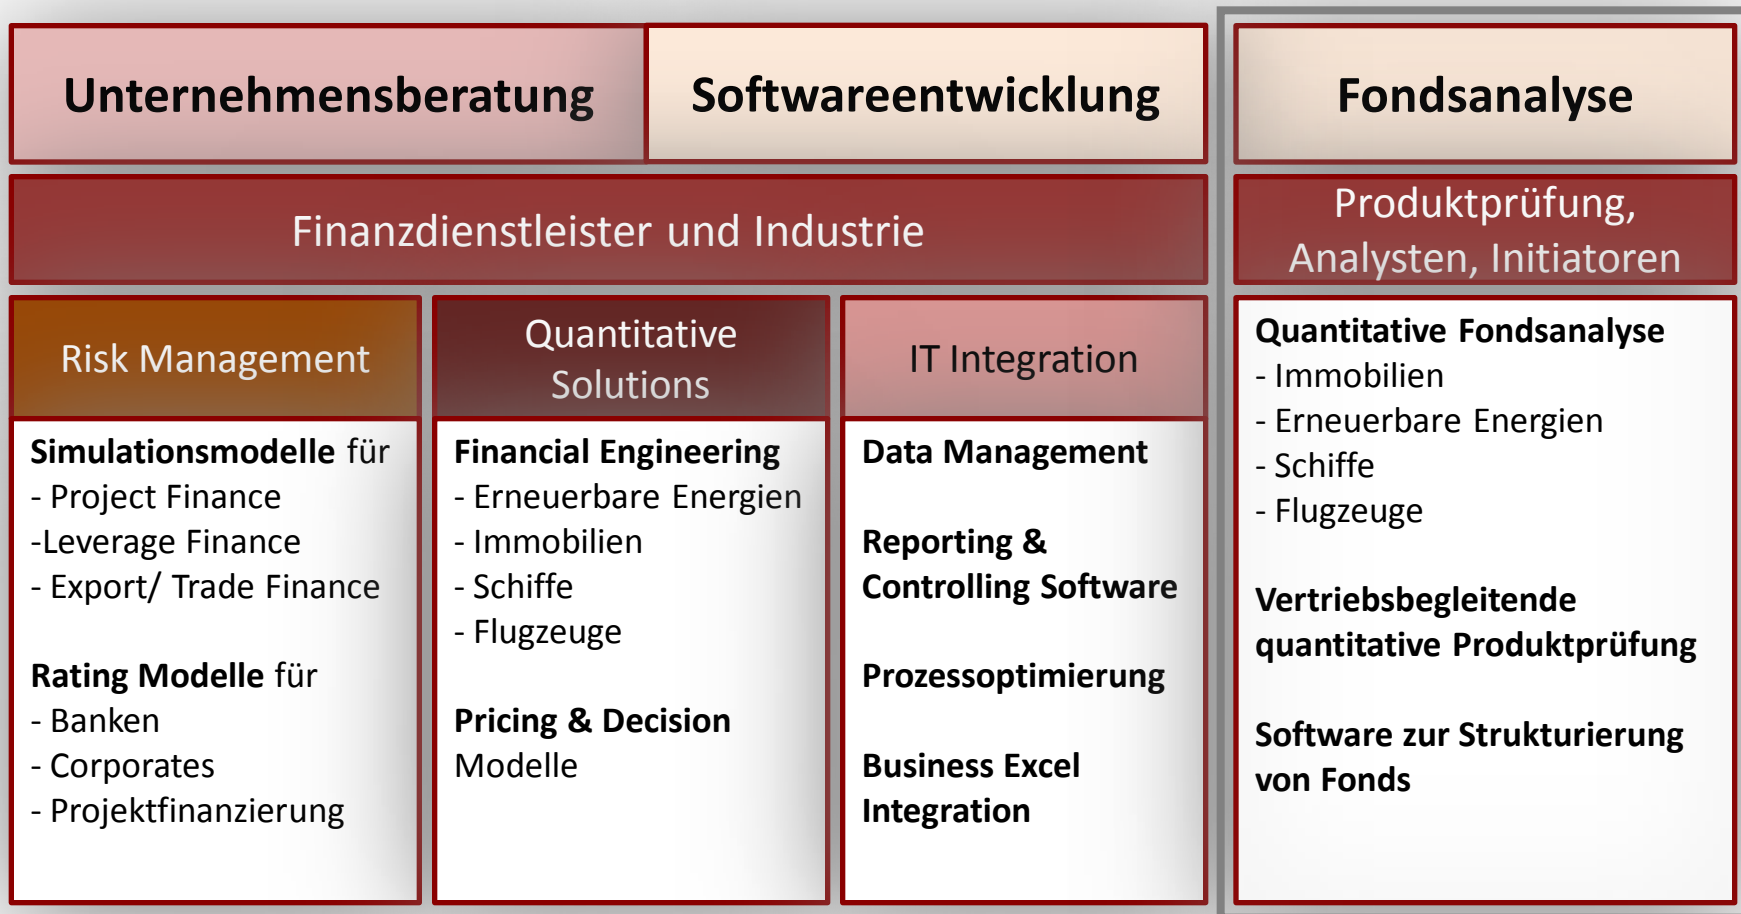 Unternehmensberatung
Softwareentwicklung
Fondsanalyse
Finanzdienstleister und Industrie
Produktprüfung,
Analysten, Initiatoren
Risk Management
Simulationsmodelle für
- Project Finance
-Leverage Finance
- Export/ Trade Finance
Rating Modelle für
- Banken
- Corporates
- Projektfinanzierung
Quantitative
Solutions
Financial Engineering
- Erneuerbare Energien
- Immobilien
- Schiffe
- Flugzeuge
Pricing & Decision
Modelle
IT Integration
Data Management
Reporting &
Controlling Software
Prozessoptimierung
Business Excel
Integration
Quantitative Fondsanalyse
- Immobilien
- Erneuerbare Energien
- Schiffe
- Flugzeuge
Vertriebsbegleitende
quantitative Produktprüfung
Software zur Strukturierung
von Fonds